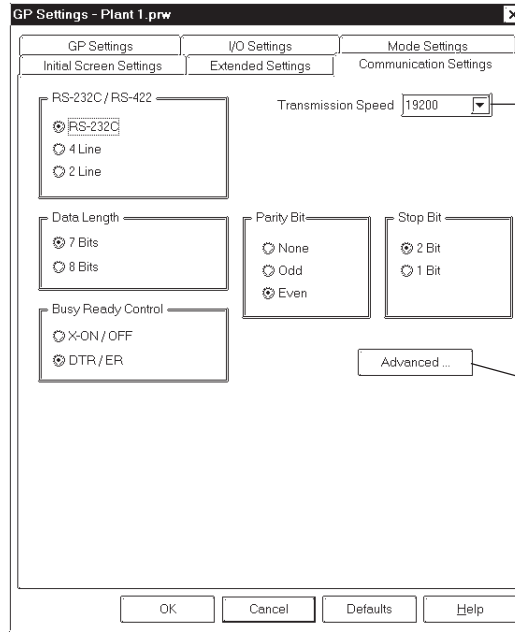 GP Settings - Plant 1.prw
GP Settings
I/O Settings
Mode Settings
Initial Screen Settings
Extended Settings
Communication Settings
RS-232C / RS-422
RS-232C
4 Line
2 Line
Transmission Speed 19200
Data Length
7 Bits
8 Bits
Parity Bit
None
Odd
Even
Stop Bit
2 Bit
1 Bit
Busy Ready Control
X-ON / OFF
DTR / ER
Advanced ...
OK
Cancel
Defaults
Help